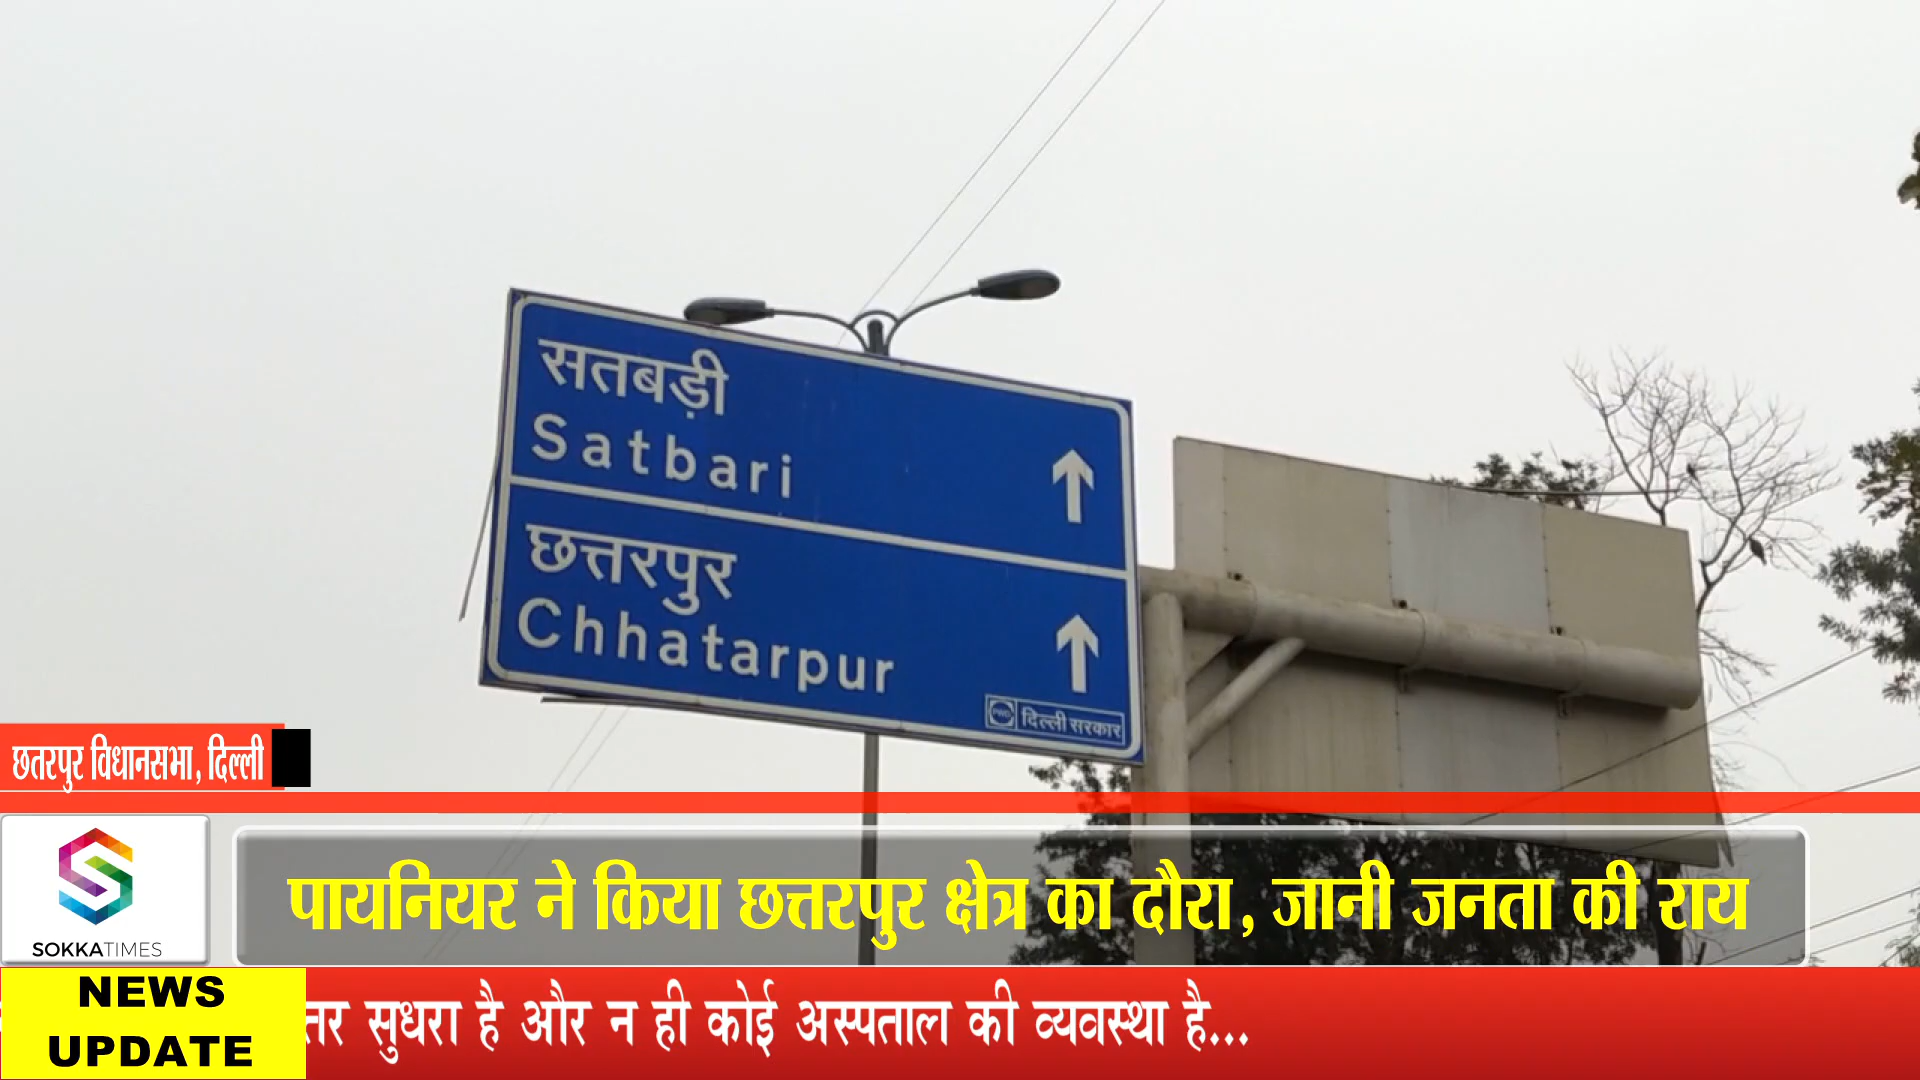 सतबड़ी
Satbari
छत्तरपुर
Chhatarpur
PWD दिल्ली सरकार
छतरपुर विधानसभा, दिल्ली
SOKKATIMES
पायनियर ने किया छत्तरपुर क्षेत्र का दौरा, जानी जनता की राय
NEWS
UPDATE
सुधरा है और न ही कोई अस्पताल की व्यवस्था है...